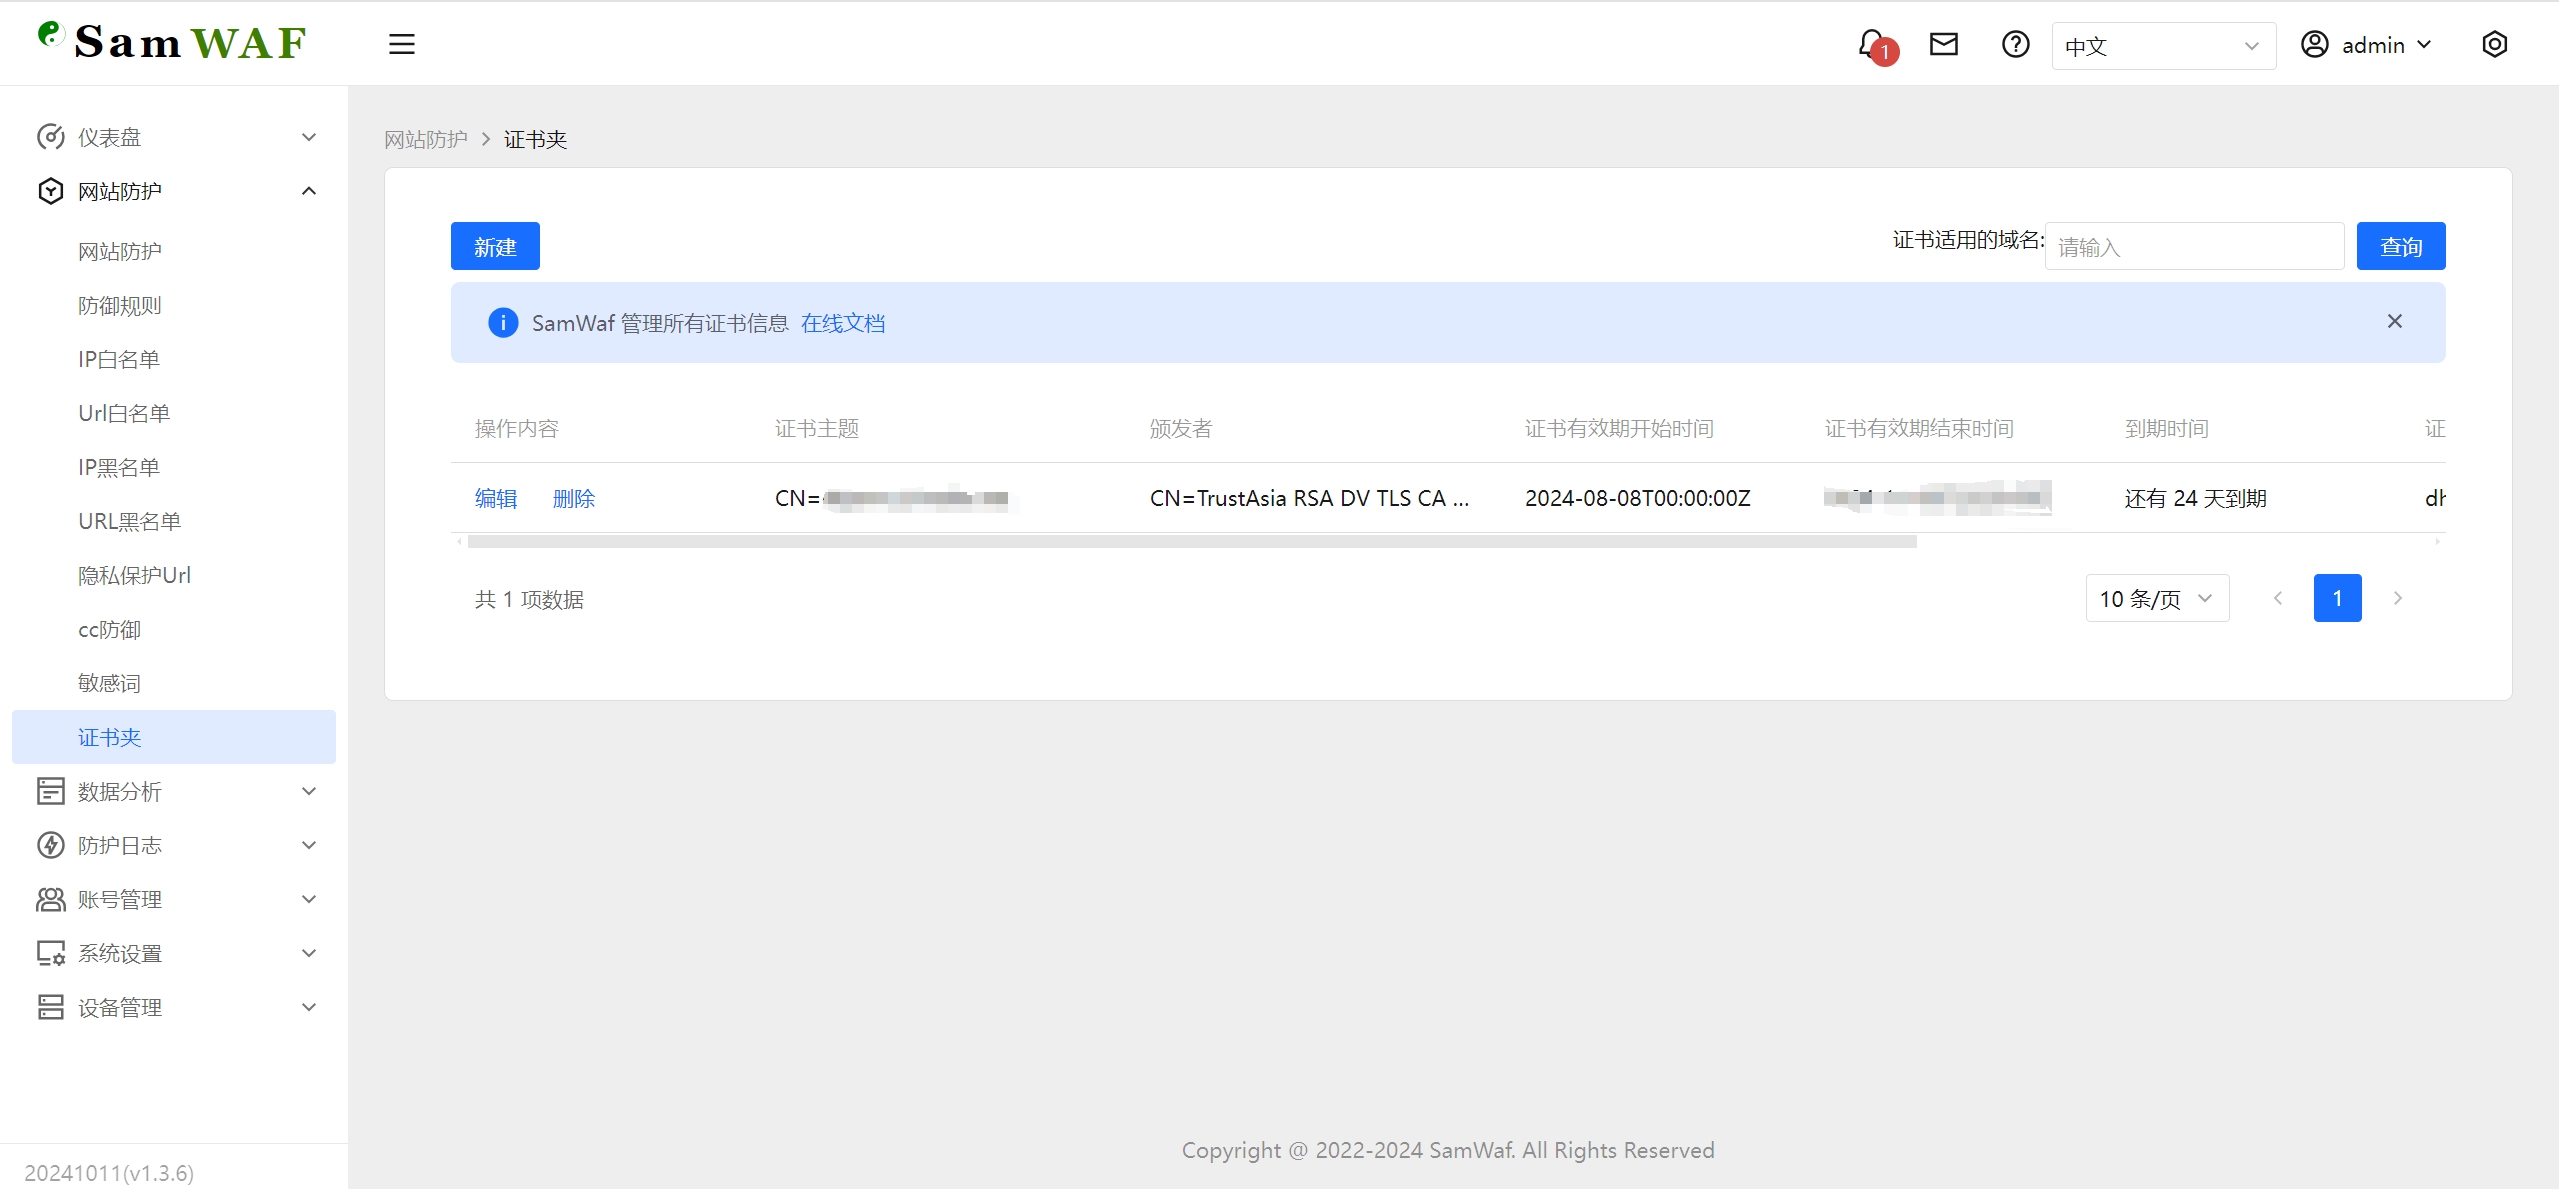 Sam WAF
1
中文
admin
仪表盘
网站防护
网站防护
防御规则
IP白名单
Url白名单
IP黑名单
URL黑名单
隐私保护Url
cc防御
敏感词
证书夹
数据分析
防护日志
账号管理
系统设置
设备管理
20241011(v1.3.6)
网站防护 > 证书夹
新建
证书适用的域名:
请输入
查询
SamWaf 管理所有证书信息 在线文档
操作内容 证书主题 颁发者 证书有效期开始时间 证书有效期结束时间 到期时间 证
编辑 删除 CN= CN=TrustAsia RSA DV TLS CA ... 2024-08-08T00:00:00Z 还有 24 天到期 dh
共 1 项数据
10 条/页
1
Copyright @ 2022-2024 SamWaf. All Rights Reserved